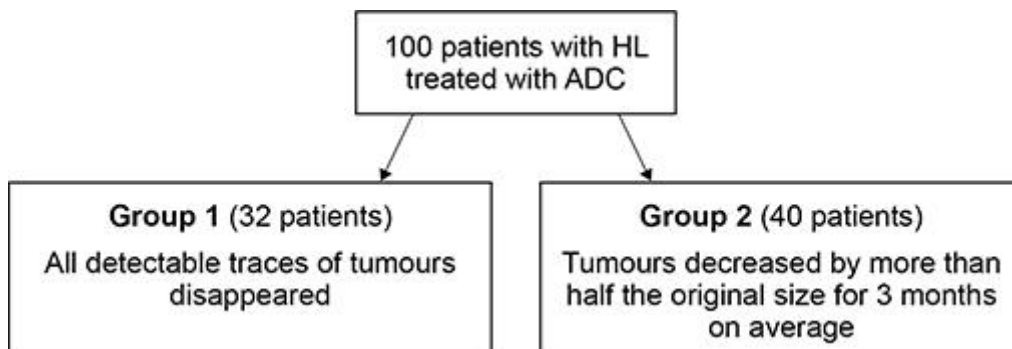 100 patients with HL
treated with ADC
Group 1 (32 patients)
All detectable traces of tumours
disappeared
Group 2 (40 patients)
Tumours decreased by more than
half the original size for 3 months
on average